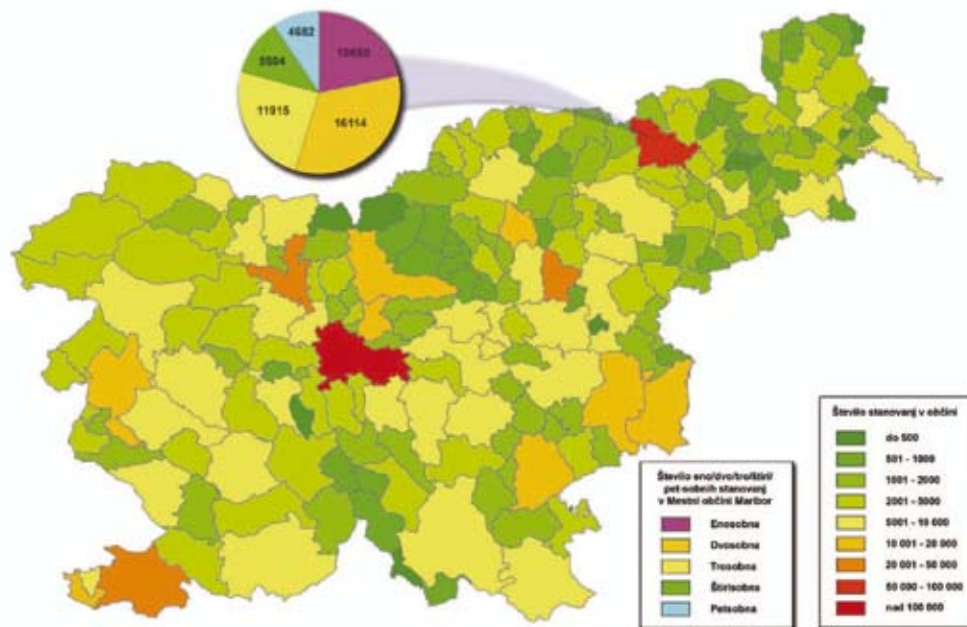 4682
5504
11915
16114
Število eno/dvo/tro/štiri/
pet-sobnih stanovanj
v Mestni občini Maribor
Enosobna
Dvosobna
Trosobna
Štirisobna
Petsobna
Število stanovanj v občini
do 500
501 - 1000
1001 - 2000
2001 - 5000
5001 - 10 000
10 001 - 20 000
20 001 - 50 000
50 000 - 100 000
nad 100 000